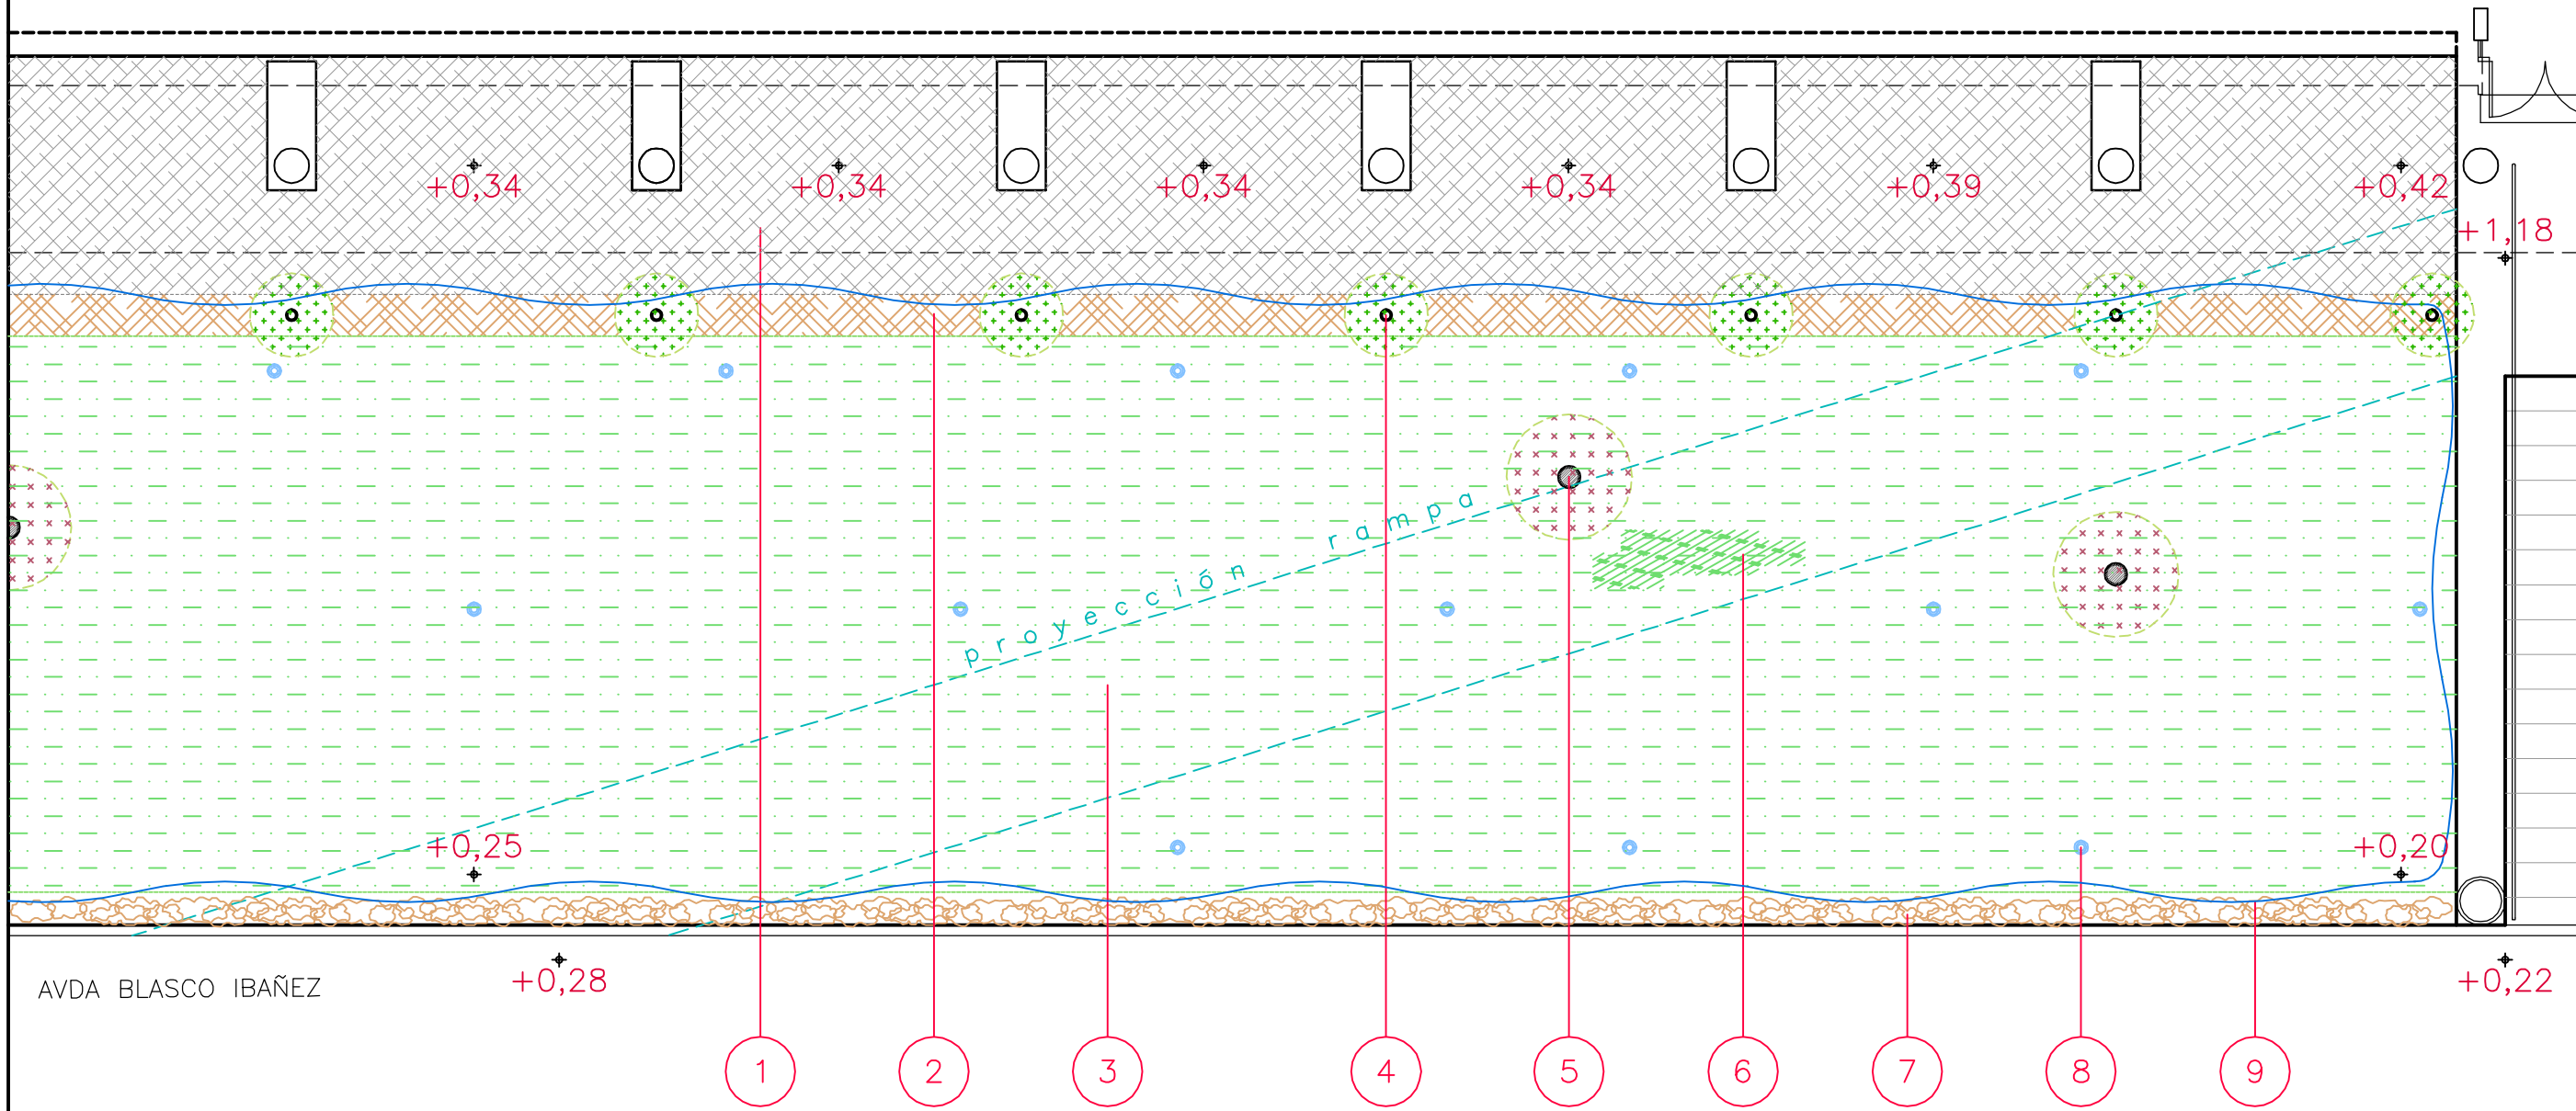 +0,34 +0,34 +0,34 +0,34 +0,39 +0,42
+1,18
proyección rampa
+0,25 +0,20
+0,28 +0,22
AVDA BLASCO IBAÑEZ
1 2 3 4 5 6 7 8 9